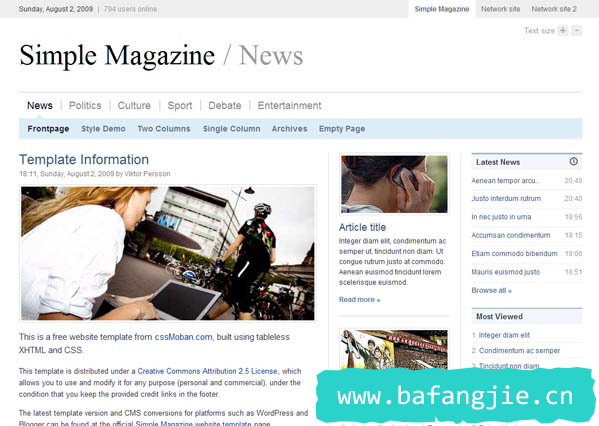 Sunday, August 2, 2009 | 794 users online
Simple Magazine
Network site
Network site 2
Text size + -
Simple Magazine / News
News | Politics | Culture | Sport | Debate | Entertainment
Frontpage Style Demo Two Columns Single Column Archives Empty Page
Template Information
18:11, Sunday, August 2, 2009 by Viktor Persson
This is a free website template from cssMoban.com, built using tableless
XHTML and CSS.
This template is distributed under a Creative Commons Attribution 2.5 License, which
allows you to use and modify it for any purpose (personal and commercial), under the
condition that you keep the provided credit links in the footer.
The latest template version and CMS conversions for platforms such as WordPress and
Blogger can be found at the official Simple Magazine website template page.
Article title
Integer diam elit, condimentum ac
semper ut, tincidunt non diam. Ut
congue rutrum justo at commodo.
Aenean euismod tincidunt lorem
scelerisque euismod.
Read more »
Latest News
Aenean tempor arcu.. 20:49
Justo interdum rutrum 20:40
In nec justo in urna 19:56
Accumsan condimentum 19:15
Etiam commodo bibendum 19:06
Mauris euismod justo 18:51
Browse all »
Most Viewed
1 Integer diam elit
2 Condimentum ac semper
3 Tincidunt non diam
www.bafangjie.cn